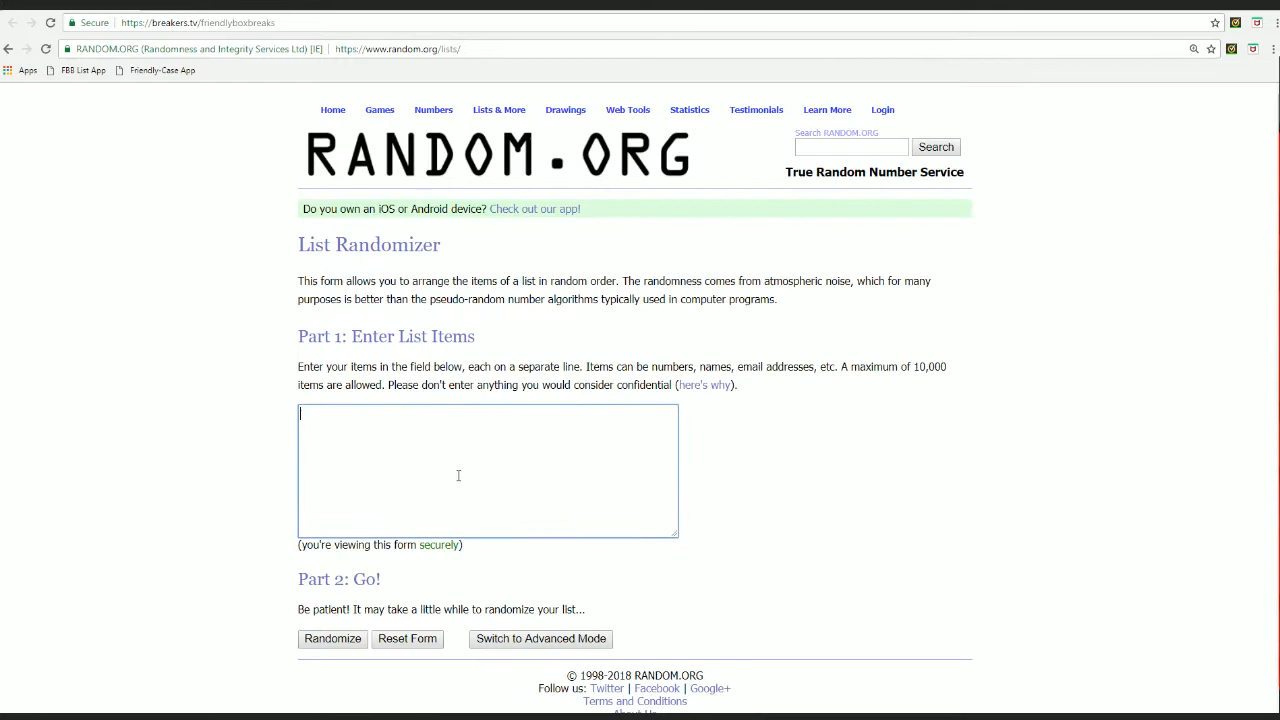 Secure https://breakers.tv/friendlyboxbreaks
RANDOM.ORG (Randomness and Integrity Services Ltd) [IE] https://www.random.org/lists/
Apps FBB List App Friendly-Case App
Home Games Numbers Lists & More Drawings Web Tools Statistics Testimonials Learn More Login
RANDOM.ORG
Search RANDOM.ORG
Search
True Random Number Service
Do you own an iOS or Android device? Check out our app!
List Randomizer
This form allows you to arrange the items of a list in random order. The randomness comes from atmospheric noise, which for many
purposes is better than the pseudo-random number algorithms typically used in computer programs.
Part 1: Enter List Items
Enter your items in the field below, each on a separate line. Items can be numbers, names, email addresses, etc. A maximum of 10,000
items are allowed. Please don't enter anything you would consider confidential (here's why).
(you're viewing this form securely)
Part 2: Go!
Be patient! It may take a little while to randomize your list...
Randomize Reset Form Switch to Advanced Mode
© 1998-2018 RANDOM.ORG
Follow us: Twitter | Facebook | Google+
Terms and Conditions
About Us